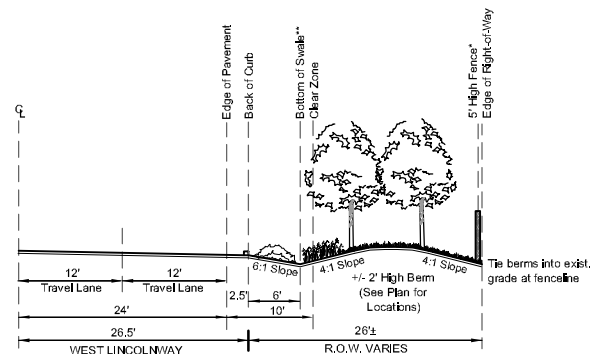 ℄
Edge of Pavement
Back of Curb
Bottom of Swale**
Clear Zone
5' High Fence*
Edge of Right-of-Way
6:1 Slope
4:1 Slope
4:1 Slope
Tie berms into exist.
grade at fenceline
+/- 2' High Berm
(See Plan for
Locations)
12'
Travel Lane
12'
Travel Lane
2.5'
6'
24'
10'
26.5'
26'±
WEST LINCOLNWAY
R.O.W. VARIES